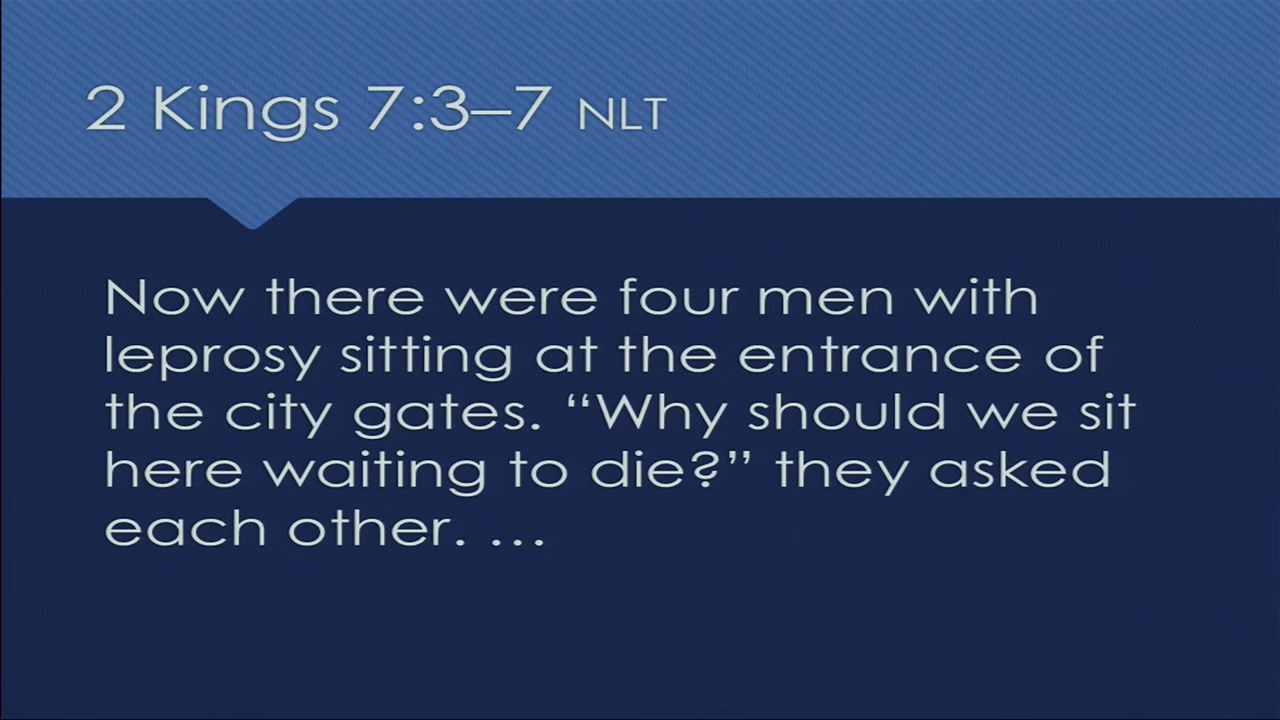 2 Kings 7:3–7 NLT
Now there were four men with
leprosy sitting at the entrance of
the city gates. “Why should we sit
here waiting to die?” they asked
each other. …